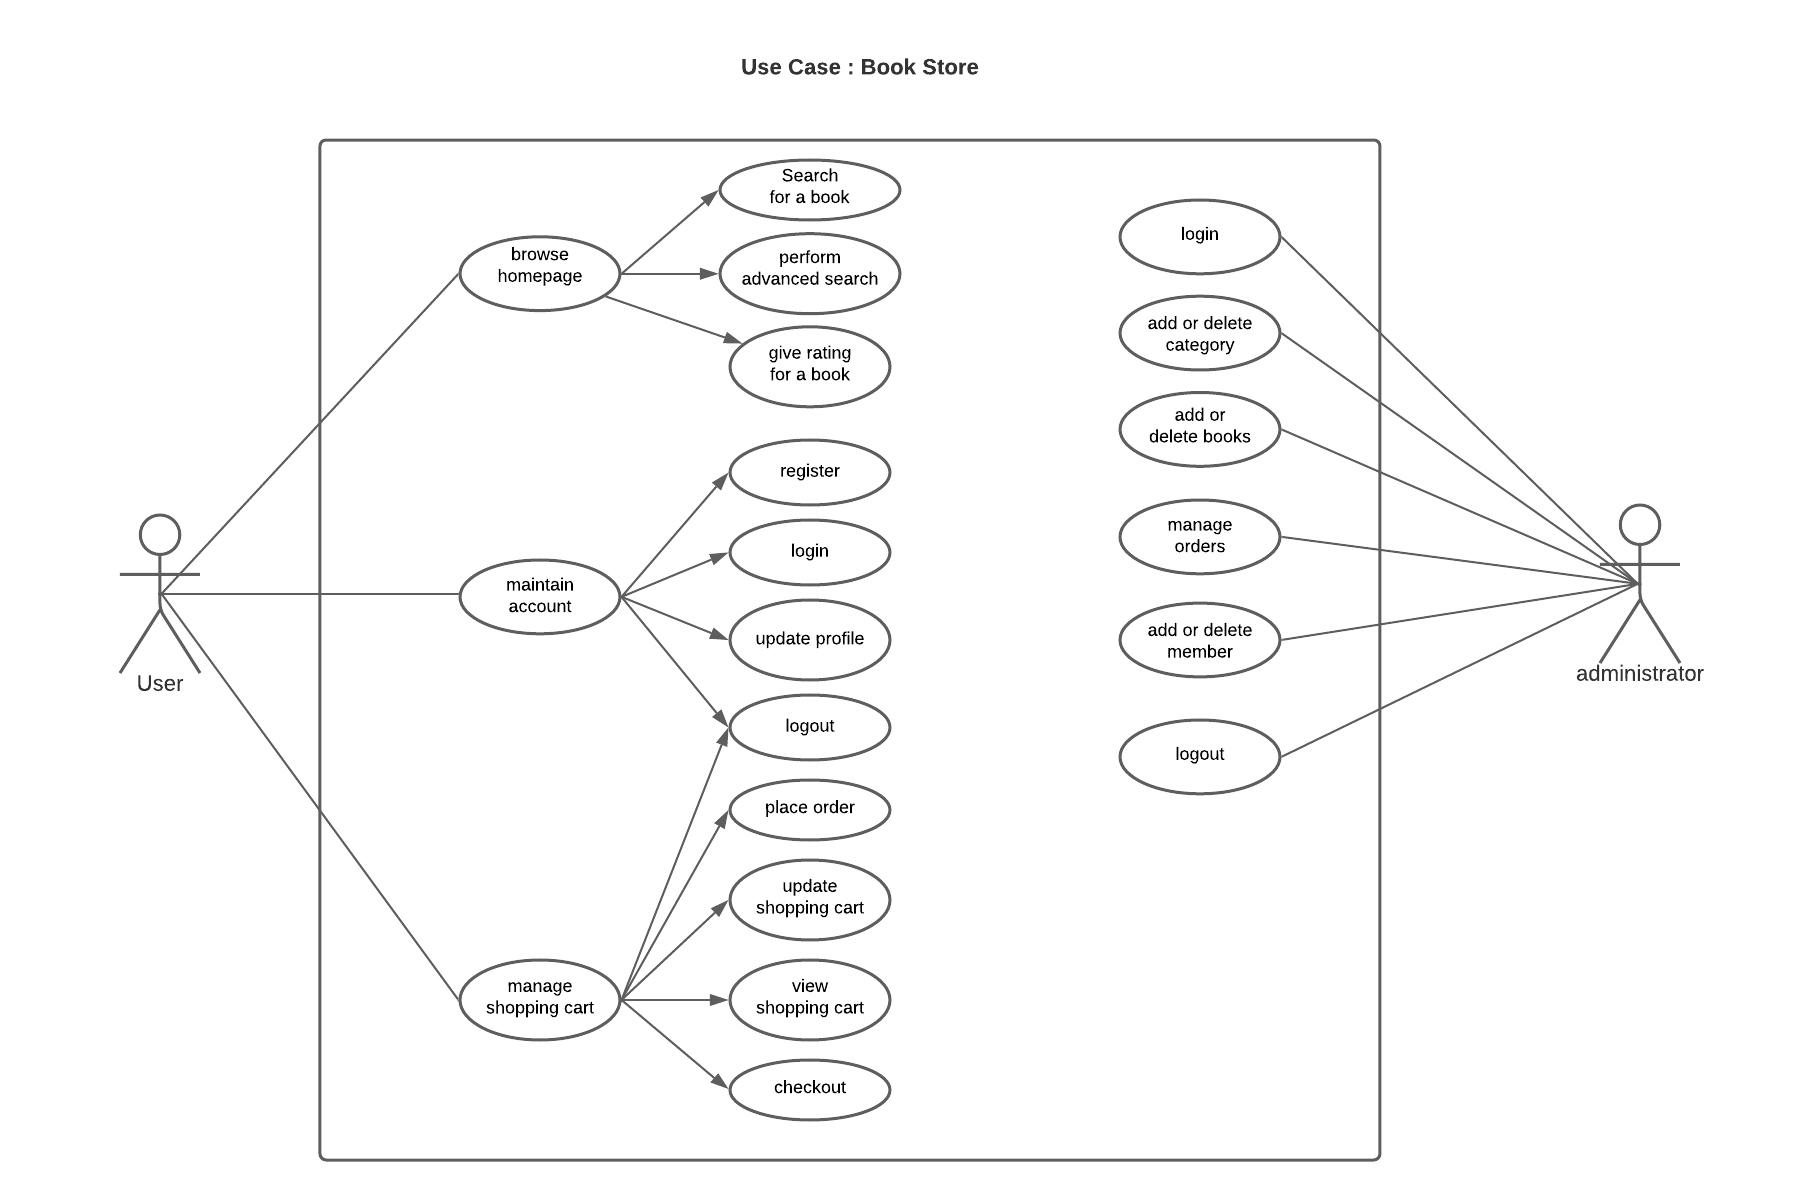 Use Case : Book Store
Search
for a book
browse
homepage
perform
advanced search
give rating
for a book
register
login
maintain
account
update profile
logout
place order
update
shopping cart
manage
shopping cart
view
shopping cart
checkout
User
login
add or delete
category
add or
delete books
manage
orders
add or delete
member
logout
administrator